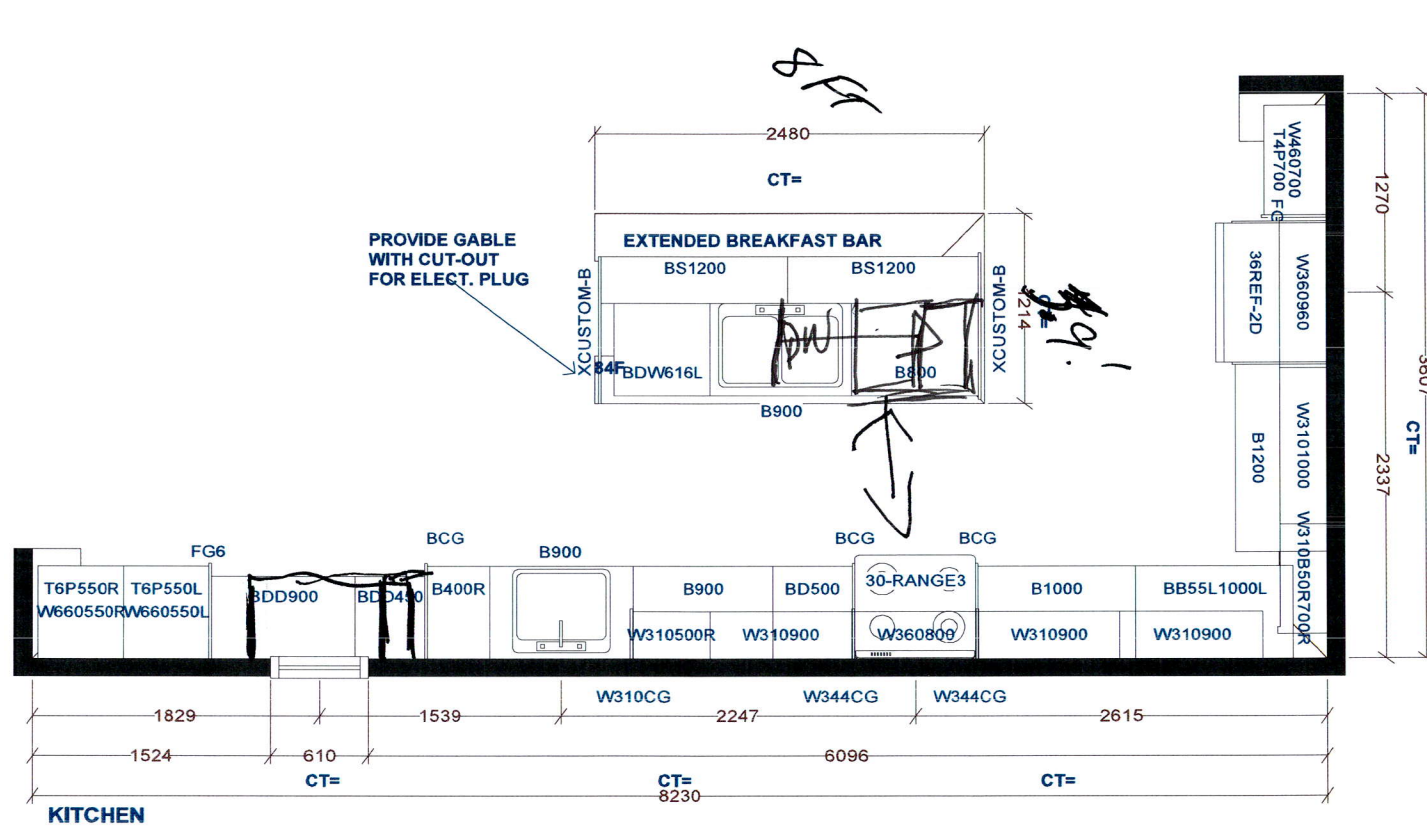 8 FT
2480
CT=
PROVIDE GABLE
WITH CUT-OUT
FOR ELECT. PLUG
EXTENDED BREAKFAST BAR
BS1200
BS1200
XCUSTOM-B
XCUSTOM-B
1214
CT=
84F
BDW616L
DW
B800
B900
W460700
T4P700 FG
36REF-2D
W360960
B1200
W3101000
W310B50R700R
1270
2337
3607
CT=
FG6
BCG
B900
BCG
BCG
T6P550R
T6P550L
BDD900
BDD450
B400R
B900
BD500
30-RANGE3
B1000
BB55L1000L
W660550R
W660550L
W310500R
W310900
W360800
W310900
W310900
W310CG
W344CG
W344CG
1829
1539
2247
2615
1524
610
6096
CT=
CT=
CT=
8230
KITCHEN